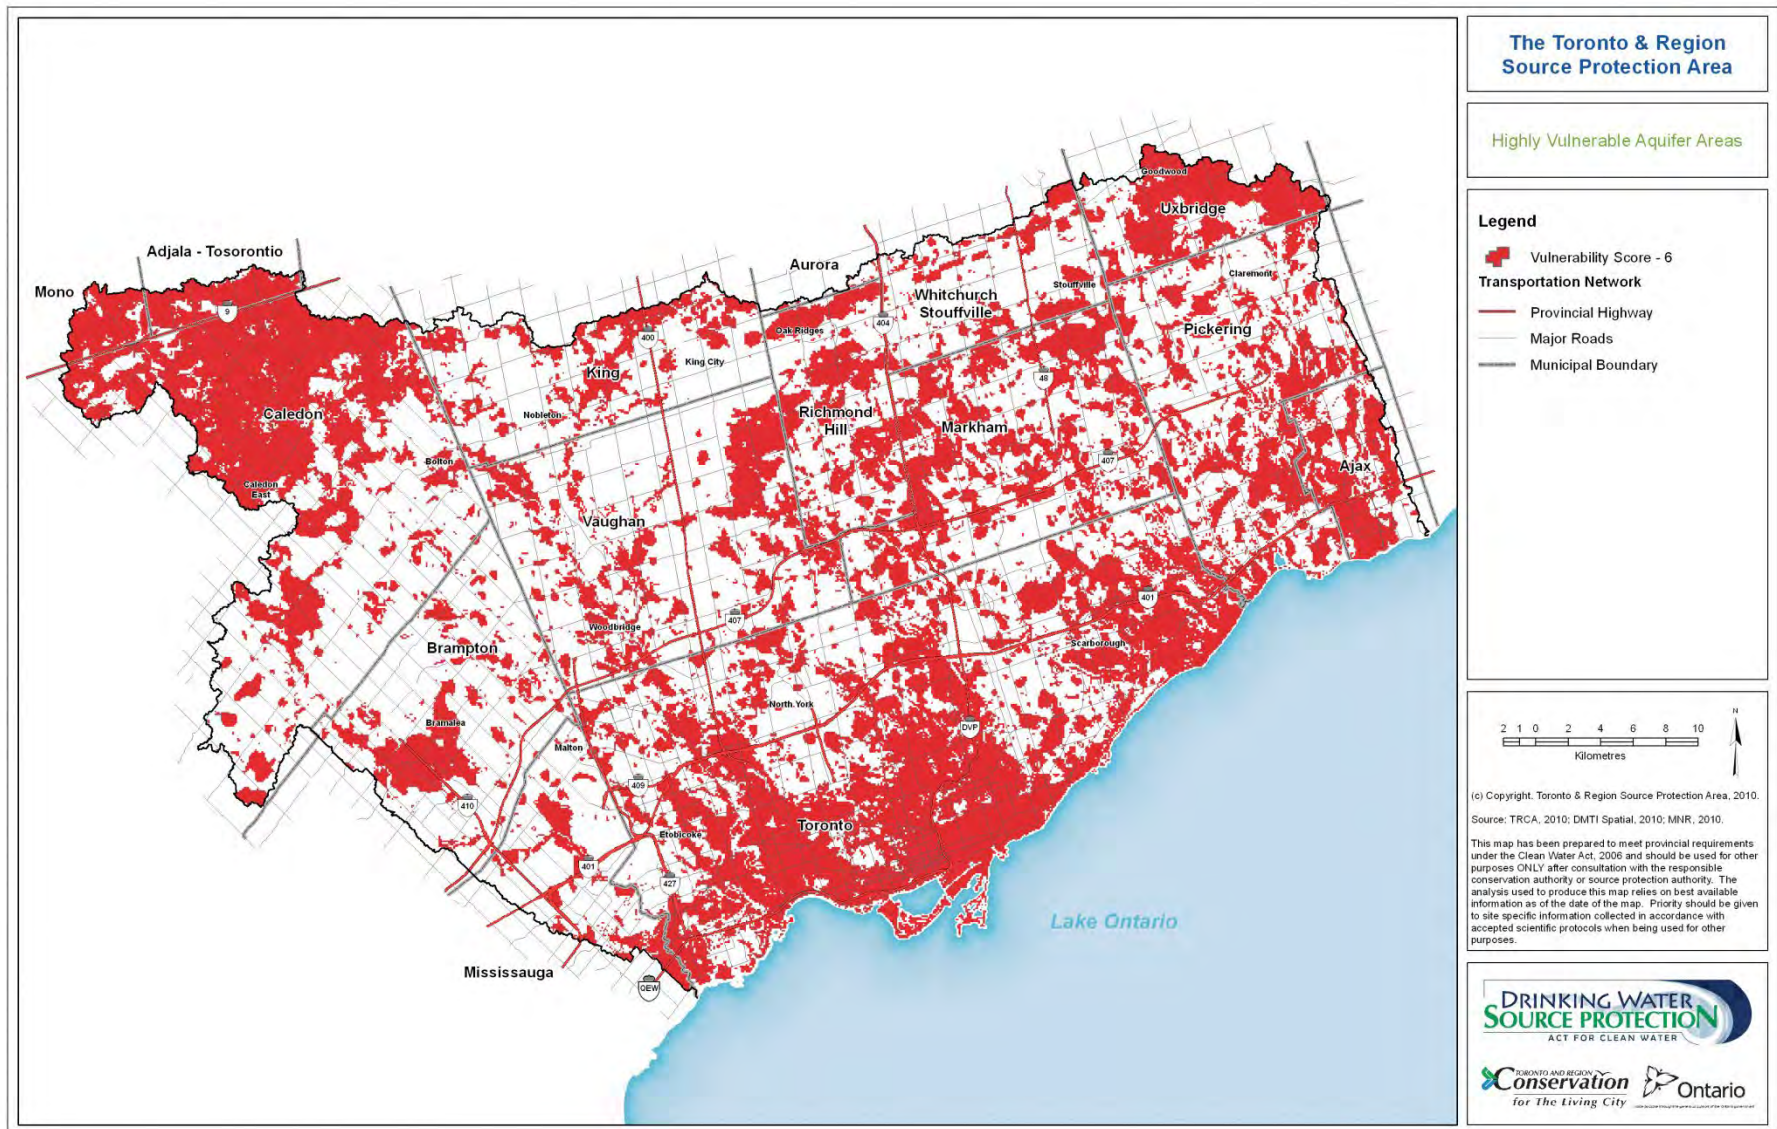 The Toronto & Region
Source Protection Area
Highly Vulnerable Aquifer Areas
Legend
Vulnerability Score - 6
Transportation Network
Provincial Highway
Major Roads
Municipal Boundary
2 1 0 2 4 6 8 10
Kilometres
N
(c) Copyright, Toronto & Region Source Protection Area, 2010.
Source: TRCA, 2010; DMTI Spatial, 2010; MNR, 2010.
This map has been prepared to meet provincial requirements
under the Clean Water Act, 2006 and should be used for other
purposes ONLY after consultation with the responsible
conservation authority or source protection authority. The
analysis used to produce this map relies on best available
information as of the date of the map. Priority should be given
to site specific information collected in accordance with
accepted scientific protocols when being used for other
purposes.
DRINKING WATER
SOURCE PROTECTION
ACT FOR CLEAN WATER
TORONTO AND REGION
Conservation
for The Living City
Ontario
Goodwood
Uxbridge
Adjala - Tosorontio
Aurora
Mono
9
Claremont
Stouffville
Whitchurch
Stouffville
404
Oak Ridges
Pickering
400
King City
King
48
Caledon
Nobleton
Richmond
Hill
Markham
407
Bolton
Ajax
Caledon
East
Vaughan
401
Woodbridge
407
Scarborough
Brampton
North York
Bramalea
DVP
Malton
409
410
Toronto
Etobicoke
401
427
Lake Ontario
Mississauga
QEW